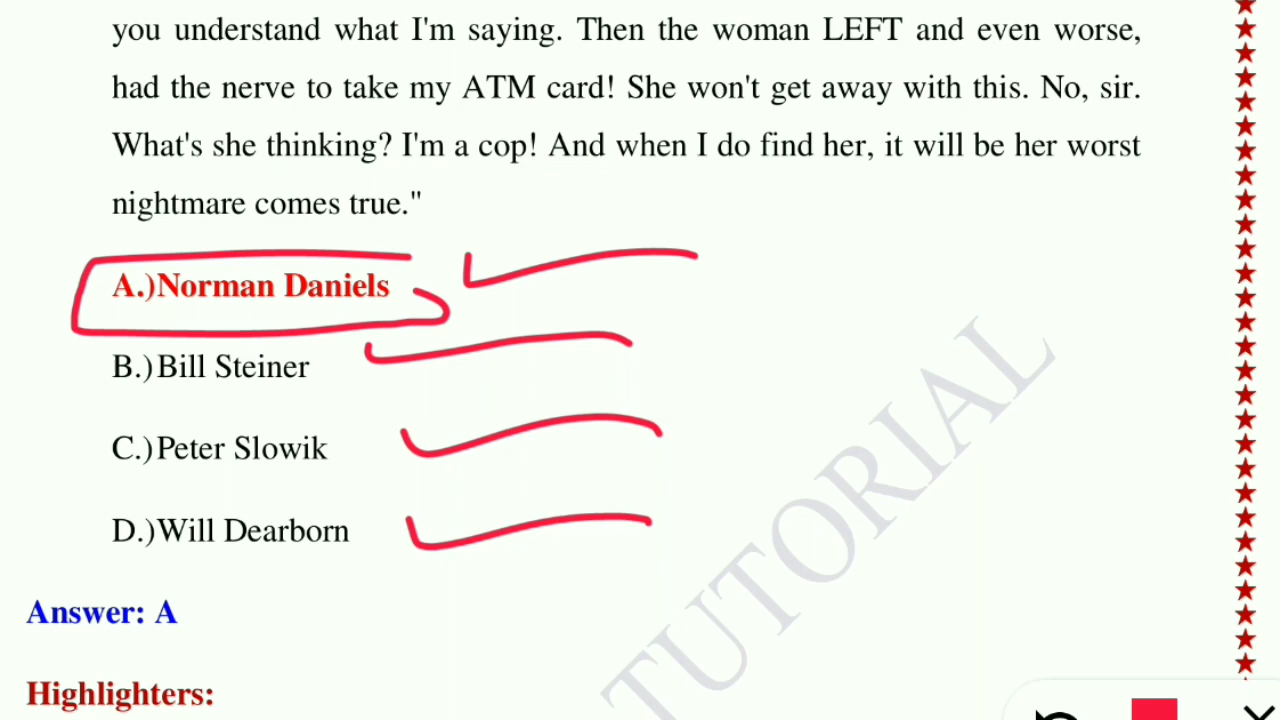 you understand what I'm saying. Then the woman LEFT and even worse,
had the nerve to take my ATM card! She won't get away with this. No, sir.
What's she thinking? I'm a cop! And when I do find her, it will be her worst
nightmare comes true."
A.)Norman Daniels
B.)Bill Steiner
C.)Peter Slowik
D.)Will Dearborn
TUTORIAL
Answer: A
Highlighters: